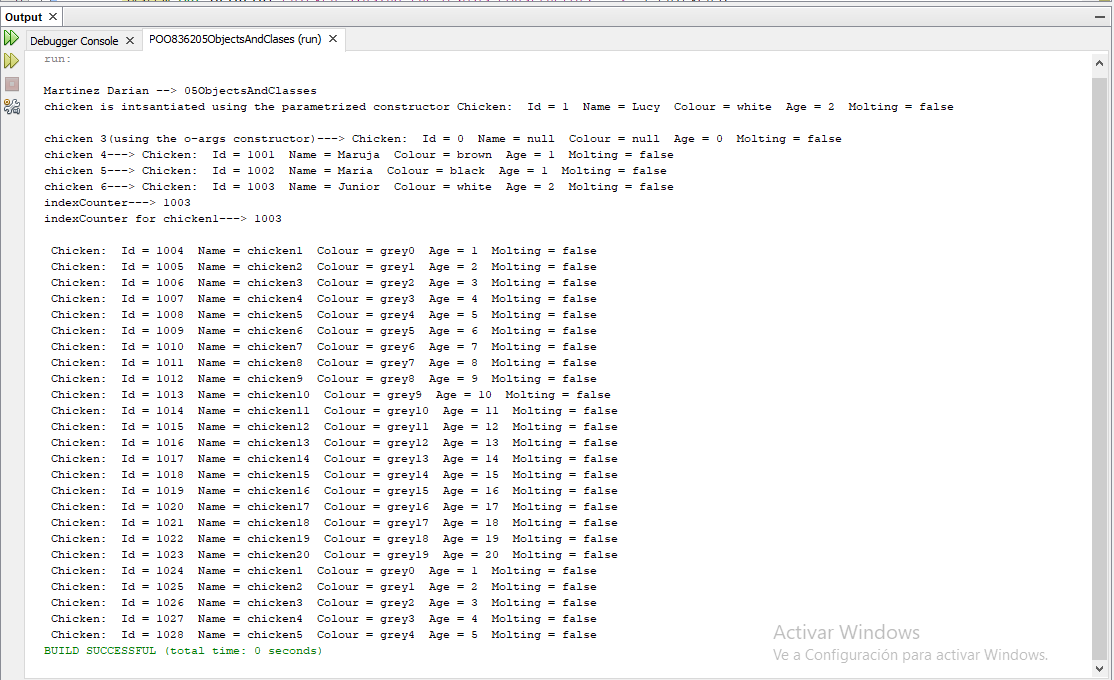 Output
Debugger Console
POO836205ObjectsAndClases (run)
run:
Martinez Darian --> 05ObjectsAndClasses
chicken is intsantiated using the parametrized constructor Chicken:  Id = 1  Name = Lucy  Colour = white  Age = 2  Molting = false
chicken 3(using the o-args constructor)---> Chicken:  Id = 0  Name = null  Colour = null  Age = 0  Molting = false
chicken 4---> Chicken:  Id = 1001  Name = Maruja  Colour = brown  Age = 1  Molting = false
chicken 5---> Chicken:  Id = 1002  Name = Maria  Colour = black  Age = 1  Molting = false
chicken 6---> Chicken:  Id = 1003  Name = Junior  Colour = white  Age = 2  Molting = false
indexCounter---> 1003
indexCounter for chicken1---> 1003
Chicken:  Id = 1004  Name = chicken1  Colour = grey0  Age = 1  Molting = false
Chicken:  Id = 1005  Name = chicken2  Colour = grey1  Age = 2  Molting = false
Chicken:  Id = 1006  Name = chicken3  Colour = grey2  Age = 3  Molting = false
Chicken:  Id = 1007  Name = chicken4  Colour = grey3  Age = 4  Molting = false
Chicken:  Id = 1008  Name = chicken5  Colour = grey4  Age = 5  Molting = false
Chicken:  Id = 1009  Name = chicken6  Colour = grey5  Age = 6  Molting = false
Chicken:  Id = 1010  Name = chicken7  Colour = grey6  Age = 7  Molting = false
Chicken:  Id = 1011  Name = chicken8  Colour = grey7  Age = 8  Molting = false
Chicken:  Id = 1012  Name = chicken9  Colour = grey8  Age = 9  Molting = false
Chicken:  Id = 1013  Name = chicken10  Colour = grey9  Age = 10  Molting = false
Chicken:  Id = 1014  Name = chicken11  Colour = grey10  Age = 11  Molting = false
Chicken:  Id = 1015  Name = chicken12  Colour = grey11  Age = 12  Molting = false
Chicken:  Id = 1016  Name = chicken13  Colour = grey12  Age = 13  Molting = false
Chicken:  Id = 1017  Name = chicken14  Colour = grey13  Age = 14  Molting = false
Chicken:  Id = 1018  Name = chicken15  Colour = grey14  Age = 15  Molting = false
Chicken:  Id = 1019  Name = chicken16  Colour = grey15  Age = 16  Molting = false
Chicken:  Id = 1020  Name = chicken17  Colour = grey16  Age = 17  Molting = false
Chicken:  Id = 1021  Name = chicken18  Colour = grey17  Age = 18  Molting = false
Chicken:  Id = 1022  Name = chicken19  Colour = grey18  Age = 19  Molting = false
Chicken:  Id = 1023  Name = chicken20  Colour = grey19  Age = 20  Molting = false
Chicken:  Id = 1024  Name = chicken1  Colour = grey0  Age = 1  Molting = false
Chicken:  Id = 1025  Name = chicken2  Colour = grey1  Age = 2  Molting = false
Chicken:  Id = 1026  Name = chicken3  Colour = grey2  Age = 3  Molting = false
Chicken:  Id = 1027  Name = chicken4  Colour = grey3  Age = 4  Molting = false
Chicken:  Id = 1028  Name = chicken5  Colour = grey4  Age = 5  Molting = false
BUILD SUCCESSFUL (total time: 0 seconds)
Activar Windows
Ve a Configuración para activar Windows.